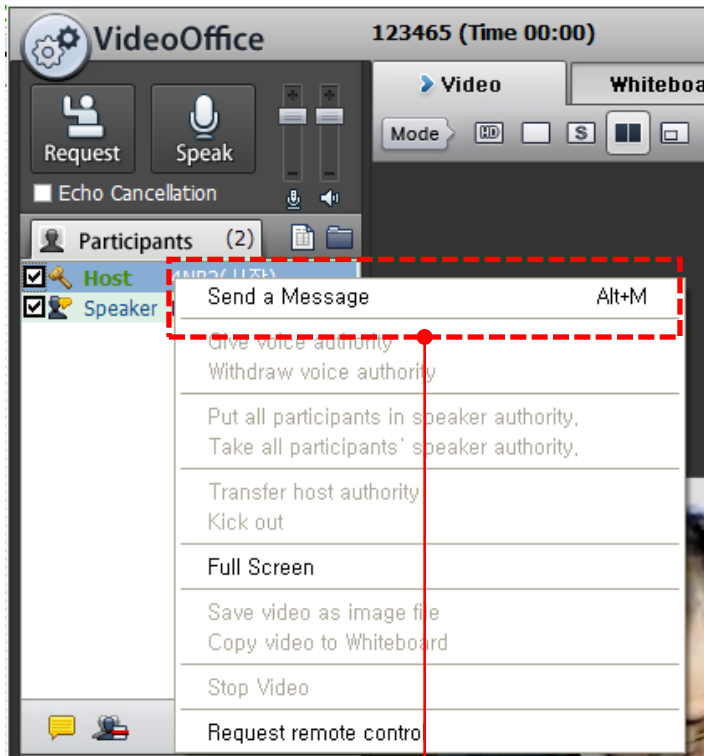 VideoOffice
123465 (Time 00:00)
Video
Mode
HD
S
Request
Speak
Echo Cancellation
Participants (2)
Host
Speaker
Send a Message Alt+M
Give voice authority
Withdraw voice authority
Put all participants in speaker authority,
Take all participants' speaker authority,
Transfer host authority
Kick out
Full Screen
Save video as image file
Copy video to Whiteboard
Stop Video
Request remote control